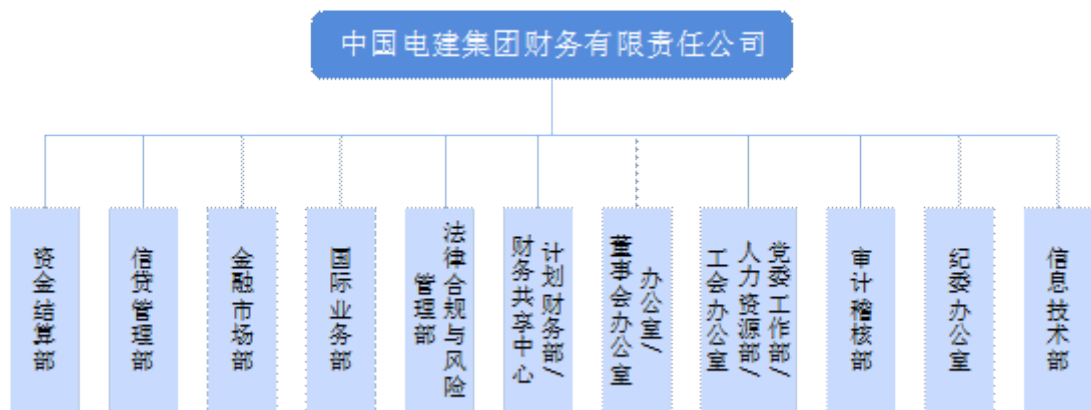 中国电建集团财务有限责任公司
资金结算部
信贷管理部
金融市场部
国际业务部
法律合规与风险
管理部
计划财务部/
财务共享中心
办公室/
董事会办公室
党委工作部/
人力资源部/
工会办公室
审计稽核部
纪委办公室
信息技术部